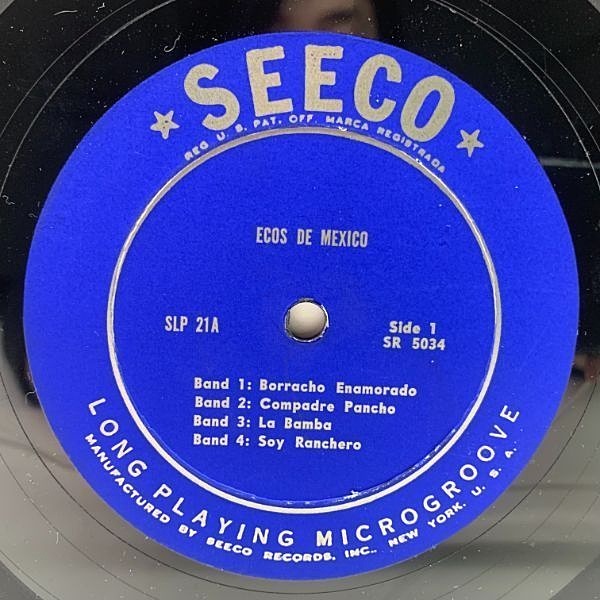 SEECO
REG. U. S. PAT. OFF. MARCA REGISTRADA
ECOS DE MEXICO
SLP 21A
Side 1
SR 5034
Band 1: Borracho Enamorado
Band 2: Compadre Pancho
Band 3: La Bamba
Band 4: Soy Ranchero
LONG PLAYING MICROGROOVE
MANUFACTURED BY SEECO RECORDS, INC., NEW YORK, U. S. A.